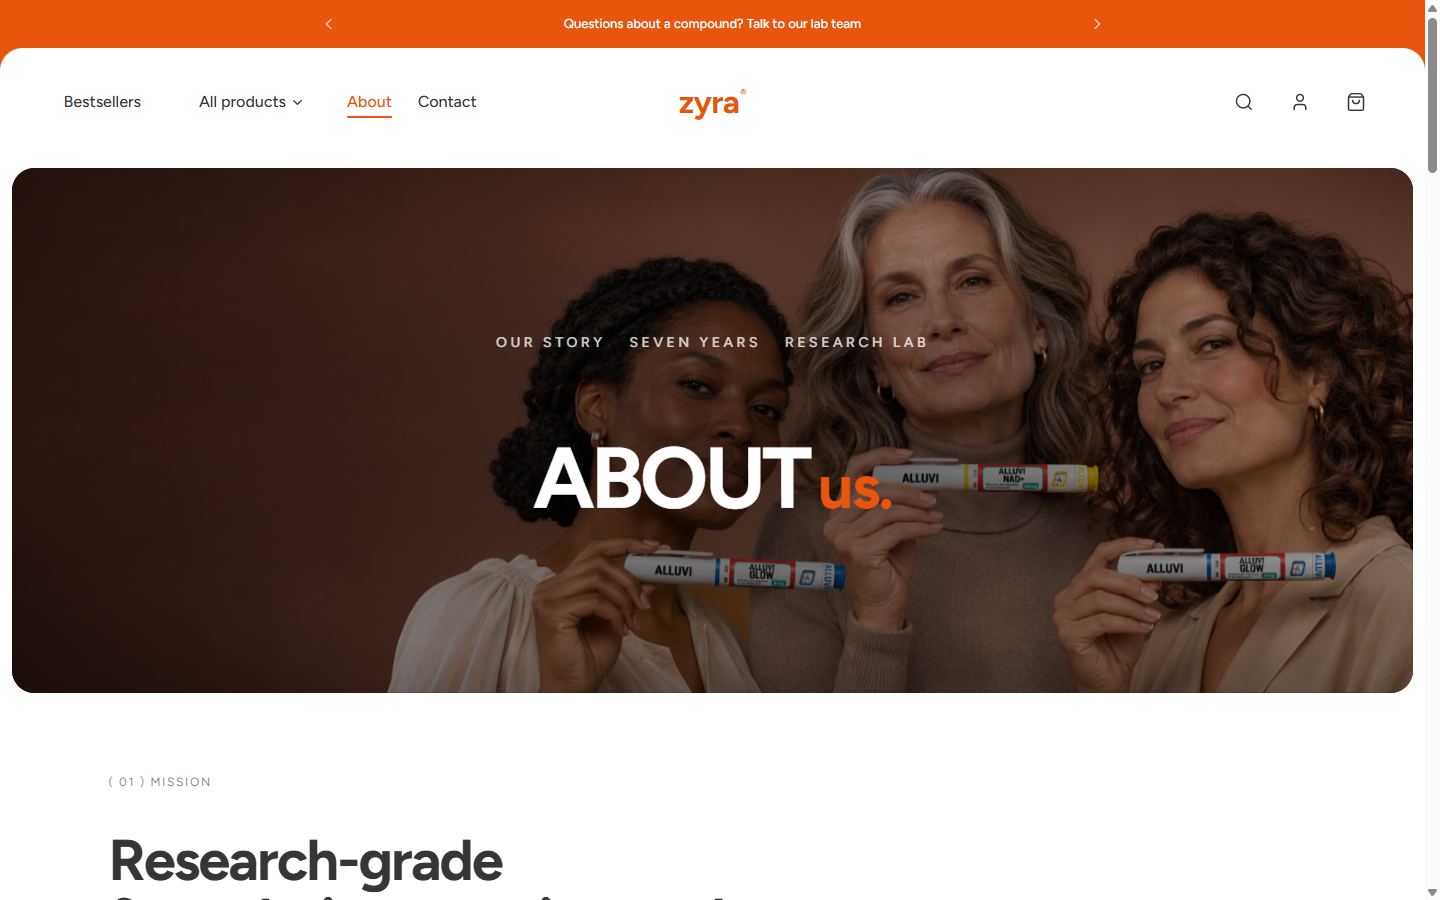 Questions about a compound? Talk to our lab team
Bestsellers
All products
About
Contact
zyra®
OUR STORY SEVEN YEARS RESEARCH LAB
ABOUT us.
ALLUVI
ALLUVI
NAD+
ALLUVI
ALLUVI
GLOW
ALLUVI
ALLUVI
GLOW
( 01 ) MISSION
Research-grade